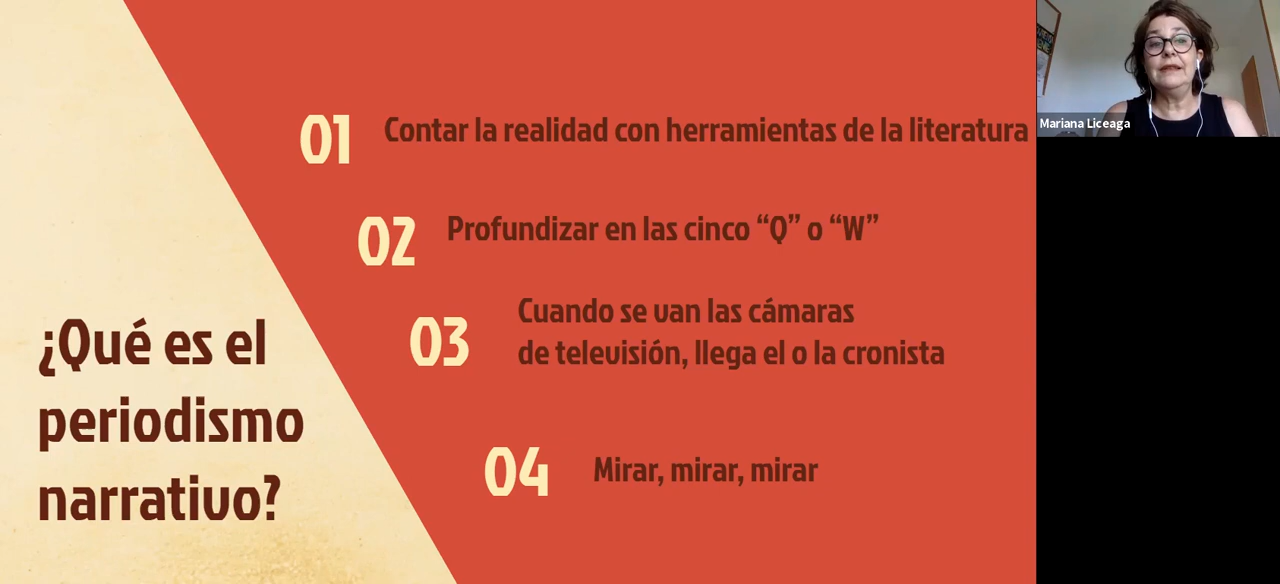 ¿Qué es el
periodismo
narrativo?
01 Contar la realidad con herramientas de la literatura
02 Profundizar en las cinco “Q” o “W”
03 Cuando se van las cámaras
de televisión, llega el o la cronista
04 Mirar, mirar, mirar
Mariana Liceaga